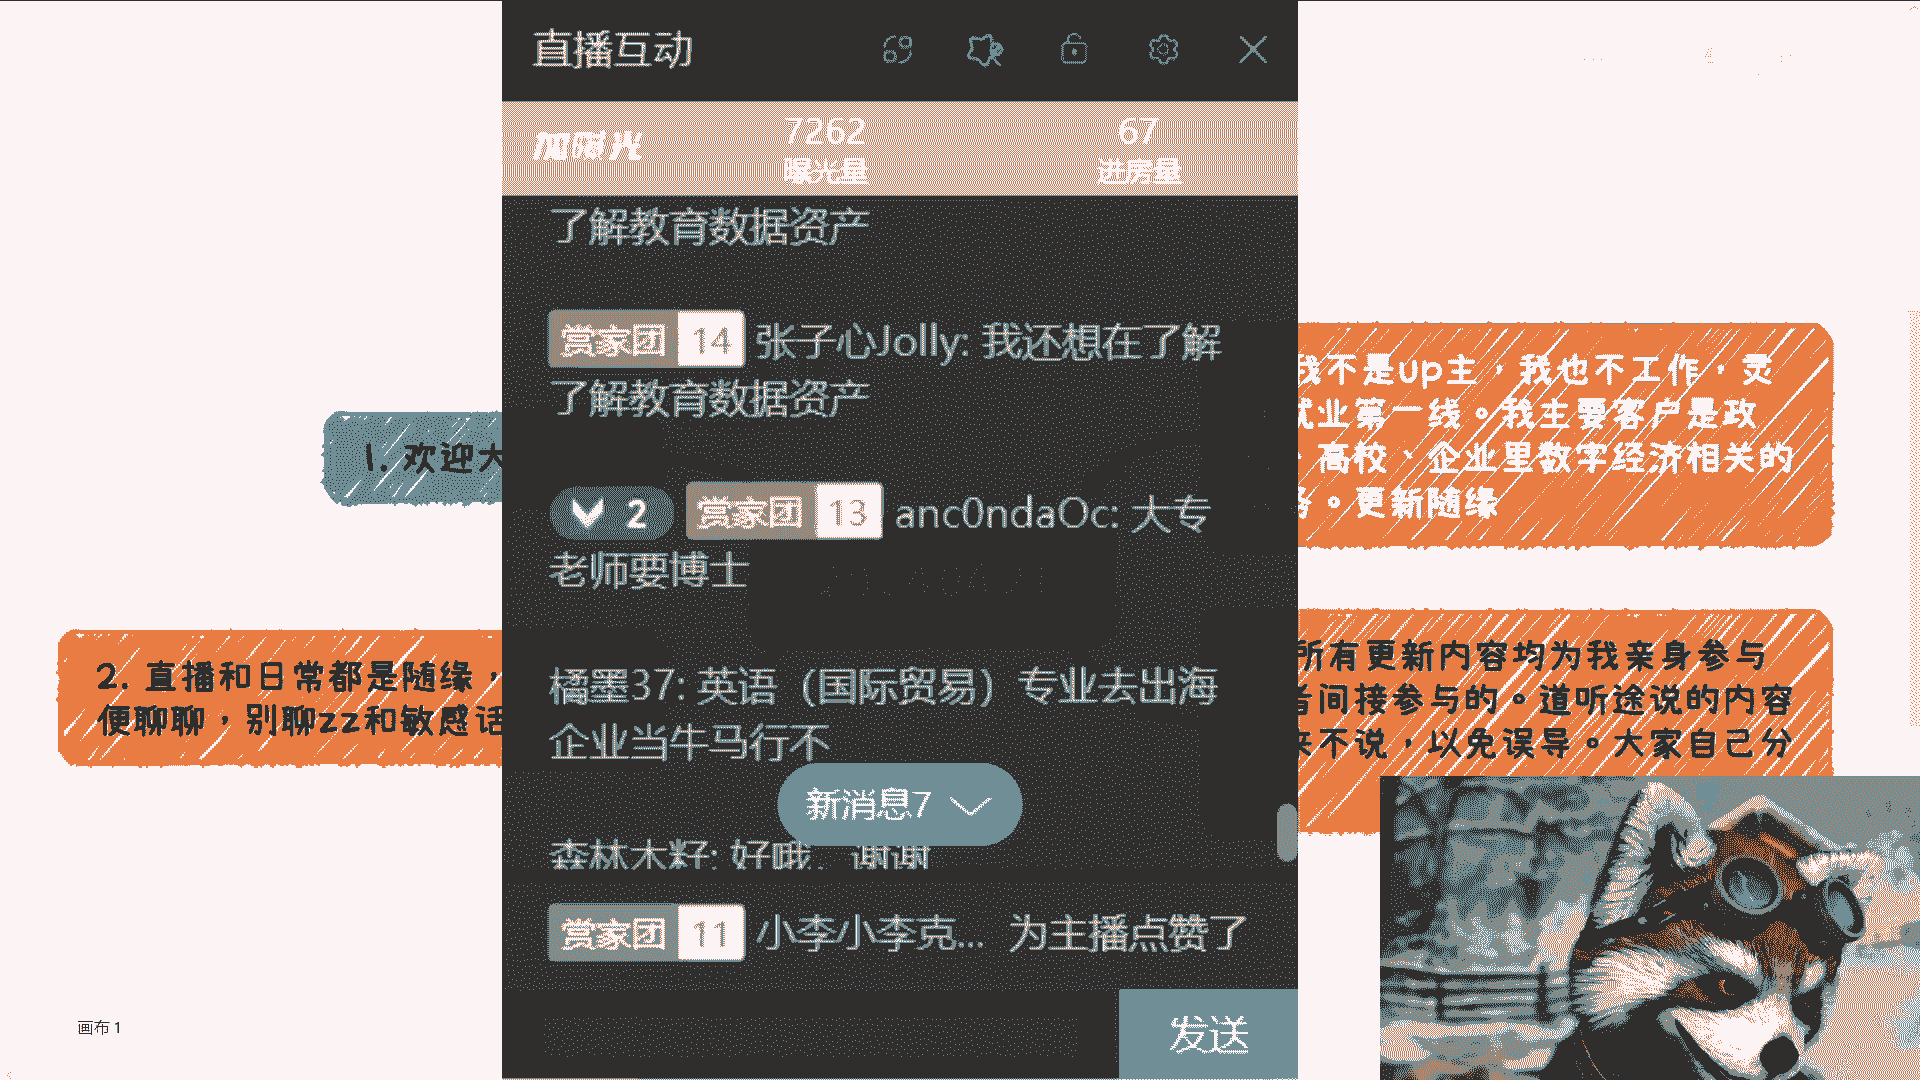 直播互动
加时光
7262
曝光量
67
进房量
了解教育数据资产
赏家团 14 张子心Jolly: 我还想在了解
了解教育数据资产
2 赏家团 13 anc0ndaOc: 大专
老师要博士
橘墨37: 英语（国际贸易）专业去出海
企业当牛马行不
新消息7
森林木籽: 好哦 谢谢
赏家团 11 小李小李克... 为主播点赞了
发送
1. 欢迎大
2. 直播和日常都是随缘，
便聊聊，别聊zz和敏感话
我不是up主，我也不工作，灵
就业第一线。我主要客户是政
、高校、企业里数字经济相关的
务。更新随缘
所有更新内容均为我亲身参与
者间接参与的。道听途说的内容
来不说，以免误导。大家自己分
画布 1